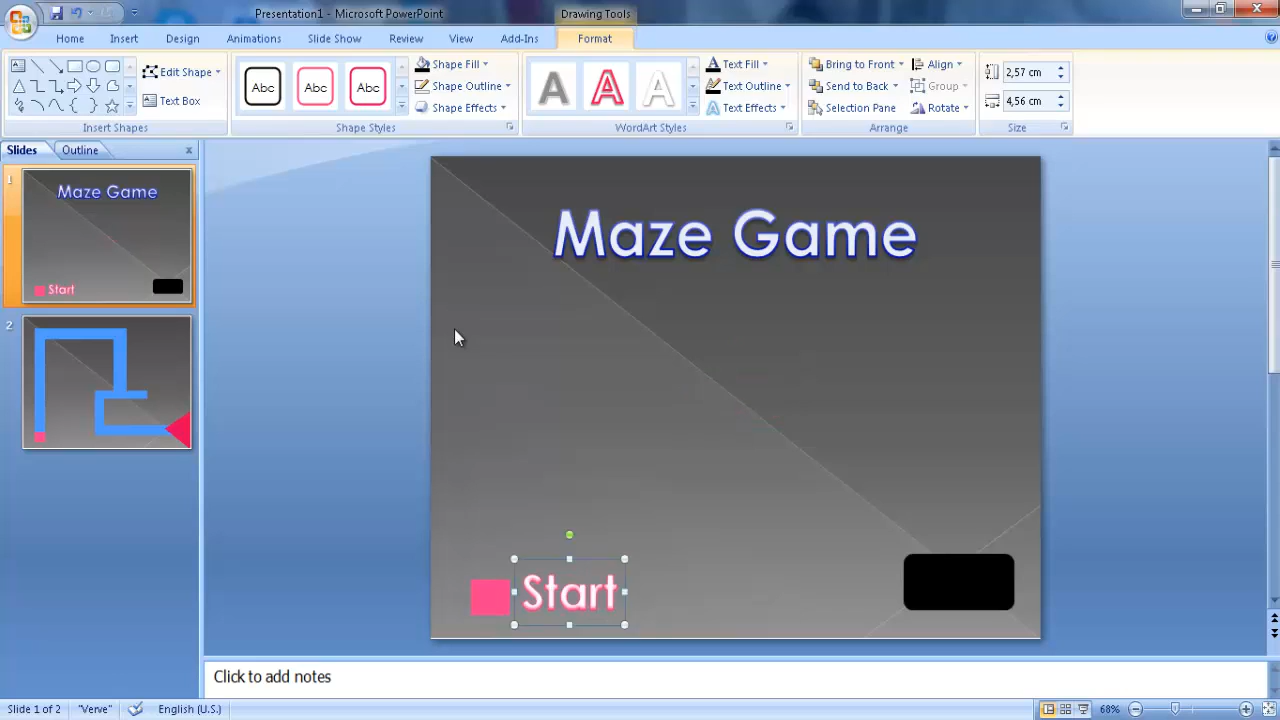 Presentation1 - Microsoft PowerPoint
Drawing Tools
Home Insert Design Animations Slide Show Review View Add-Ins Format
Edit Shape
Text Box
Insert Shapes
Abc Abc Abc
Shape Fill
Shape Outline
Shape Effects
Shape Styles
A A A
Text Fill
Text Outline
Text Effects
WordArt Styles
Bring to Front
Send to Back
Selection Pane
Align
Group
Rotate
Arrange
2,57 cm
4,56 cm
Size
Slides Outline
1
Maze Game
Start
2
Maze Game
Start
Click to add notes
Slide 1 of 2 "Verve" English (U.S.) 68%